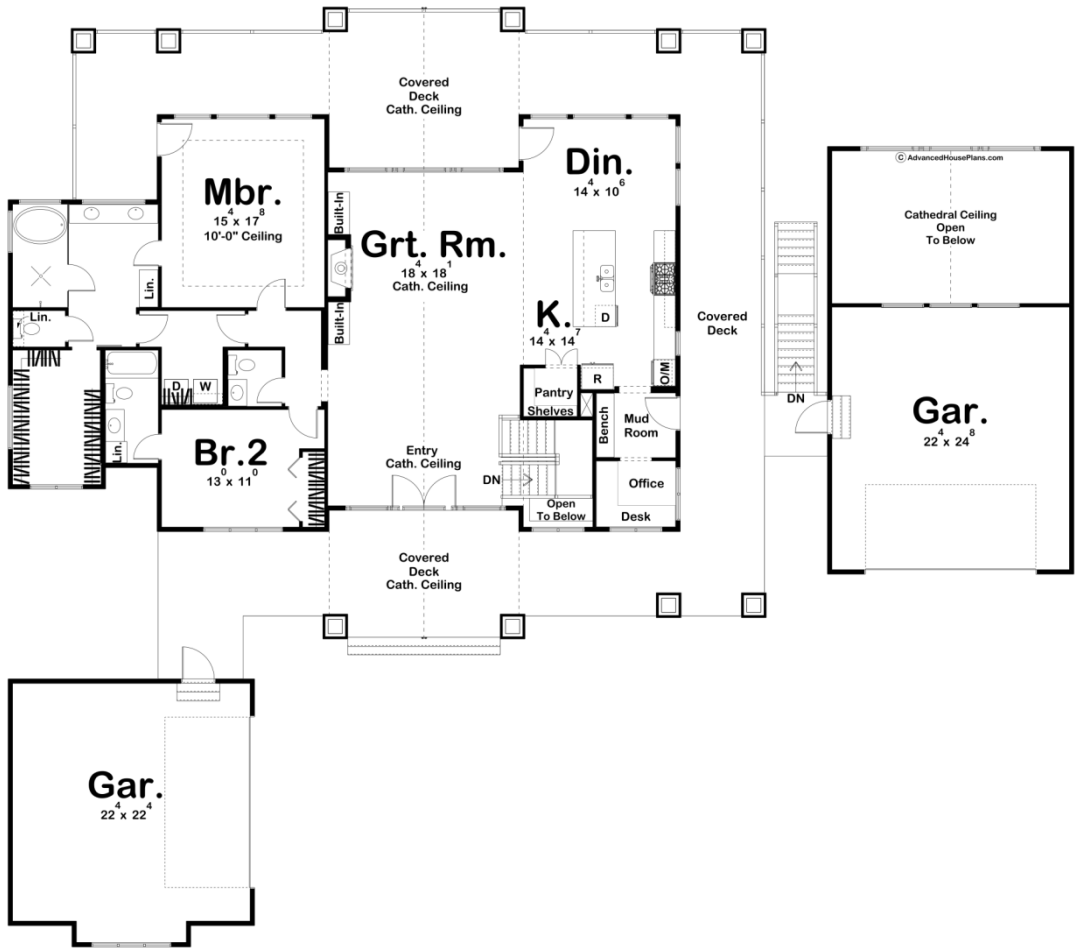 Covered
Deck
Cath. Ceiling
© AdvancedHousePlans.com
Mbr.
15⁴ x 17⁸
10'-0" Ceiling
Din.
14⁴ x 10⁶
Built-In
Cathedral Ceiling
Open
To Below
Grt. Rm.
18⁴ x 18¹
Cath. Ceiling
Lin.
Lin.
Built-In
K.
14⁴ x 14⁷
D
Covered
Deck
R
O/M
D
W
Pantry
Shelves
DN
Bench
Mud
Room
Gar.
22⁴ x 24⁸
Lin.
Br.2
13⁰ x 11⁰
Entry
Cath. Ceiling
DN
Office
Open
To Below
Desk
Covered
Deck
Cath. Ceiling
Gar.
22⁴ x 22⁴